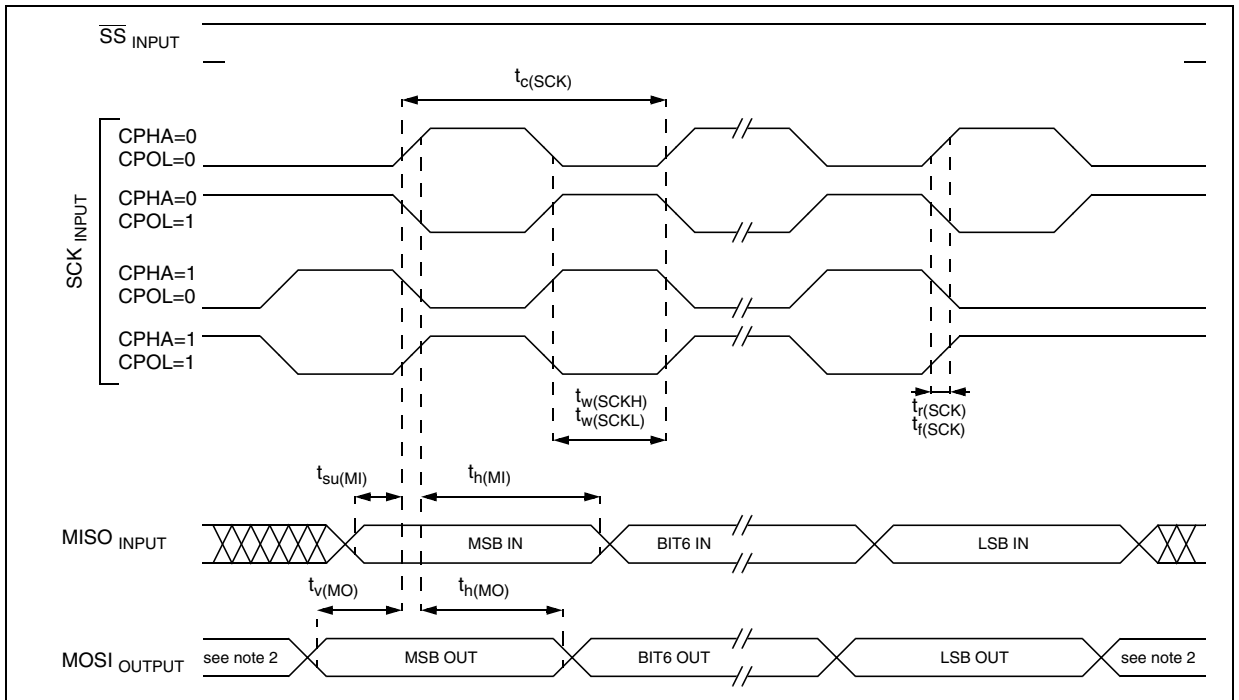 SS INPUT
tc(SCK)
SCK INPUT
CPHA=0
CPOL=0
CPHA=0
CPOL=1
CPHA=1
CPOL=0
CPHA=1
CPOL=1
tw(SCKH)
tw(SCKL)
tr(SCK)
tf(SCK)
tsu(MI)
th(MI)
MISO INPUT
MSB IN
BIT6 IN
LSB IN
tv(MO)
th(MO)
MOSI OUTPUT
see note 2
MSB OUT
BIT6 OUT
LSB OUT
see note 2